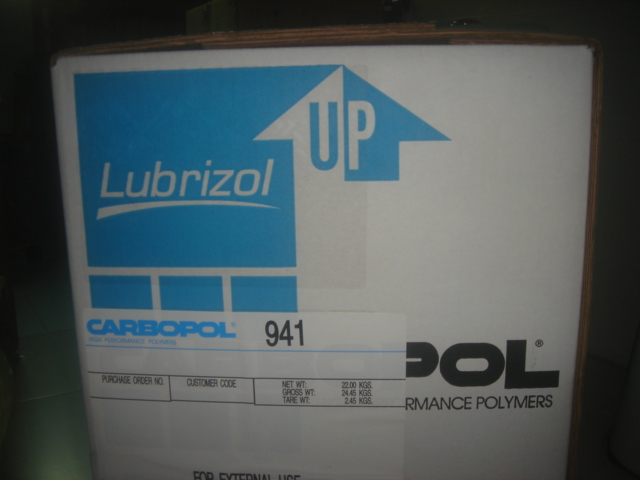 UP
Lubrizol
CARBOPOL® 941
HIGH PERFORMANCE POLYMERS
POL®
RMANCE POLYMERS
PURCHASE ORDER NO.
CUSTOMER CODE
NET WT: 22.00 KGS.
GROSS WT: 24.45 KGS.
TARE WT: 2.45 KGS.
FOR EXTERNAL USE